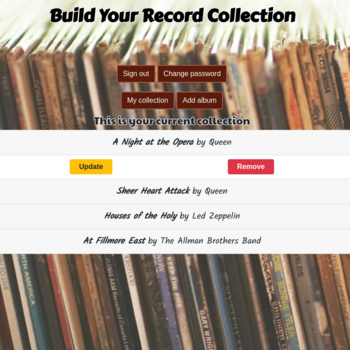 Build Your Record Collection
Sign out Change password
My collection Add album
This is your current collection
A Night at the Opera by Queen
Update Remove
Sheer Heart Attack by Queen
Houses of the Holy by Led Zeppelin
At Fillmore East by The Allman Brothers Band